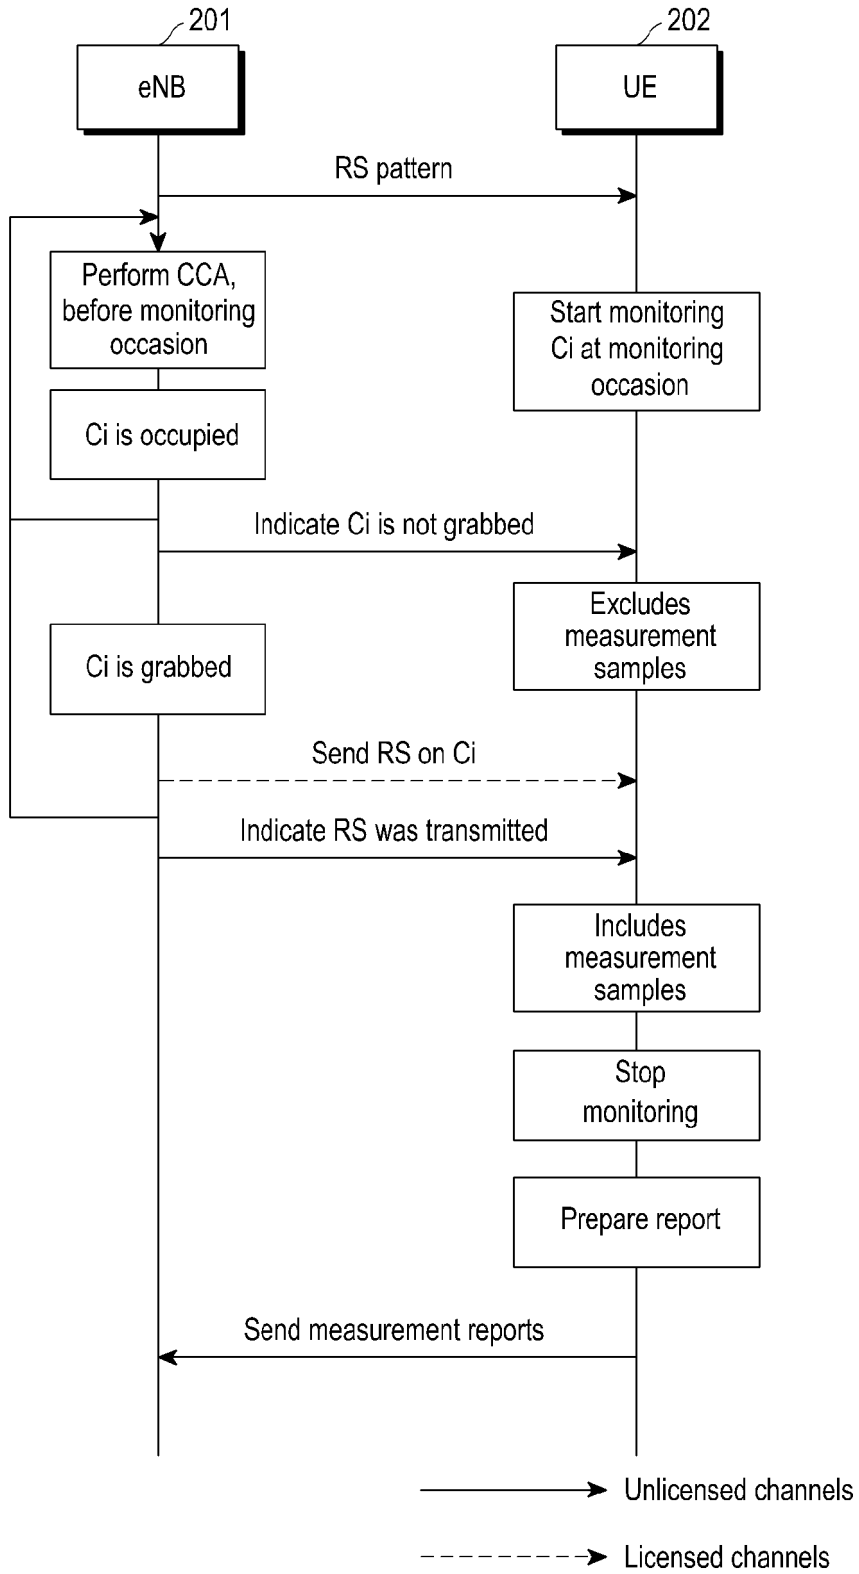 201
202
eNB
UE
RS pattern
Perform CCA,
before monitoring
occasion
Start monitoring
Ci at monitoring
occasion
Ci is occupied
Indicate Ci is not grabbed
Excludes
measurement
samples
Ci is grabbed
Send RS on Ci
Indicate RS was transmitted
Includes
measurement
samples
Stop
monitoring
Prepare report
Send measurement reports
Unlicensed channels
Licensed channels